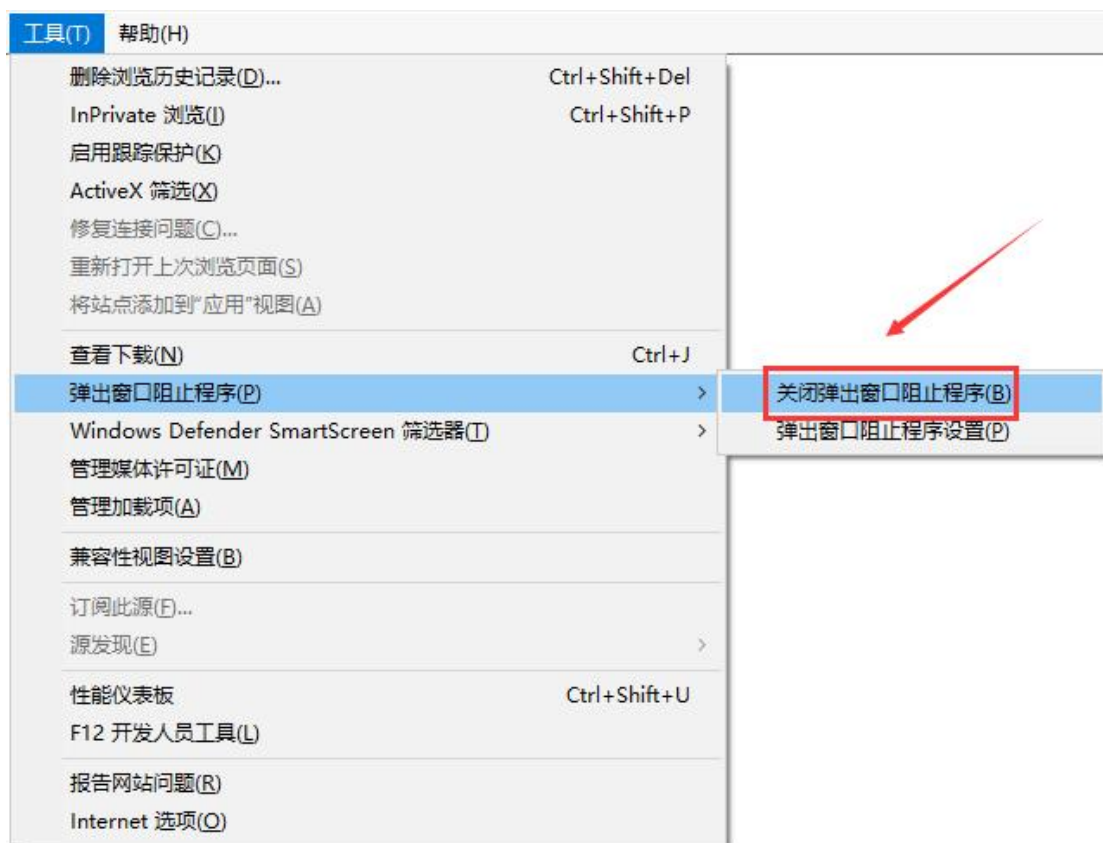 工具(T) 帮助(H)
删除浏览历史记录(D)... Ctrl+Shift+Del
InPrivate 浏览(I) Ctrl+Shift+P
启用跟踪保护(K)
ActiveX 筛选(X)
修复连接问题(C)...
重新打开上次浏览页面(S)
将站点添加到“应用”视图(A)
查看下载(N) Ctrl+J
弹出窗口阻止程序(P) > 关闭弹出窗口阻止程序(B)
Windows Defender SmartScreen 筛选器(T) > 弹出窗口阻止程序设置(P)
管理媒体许可证(M)
管理加载项(A)
兼容性视图设置(B)
订阅此源(F)...
源发现(E) >
性能仪表板 Ctrl+Shift+U
F12 开发人员工具(L)
报告网站问题(R)
Internet 选项(O)